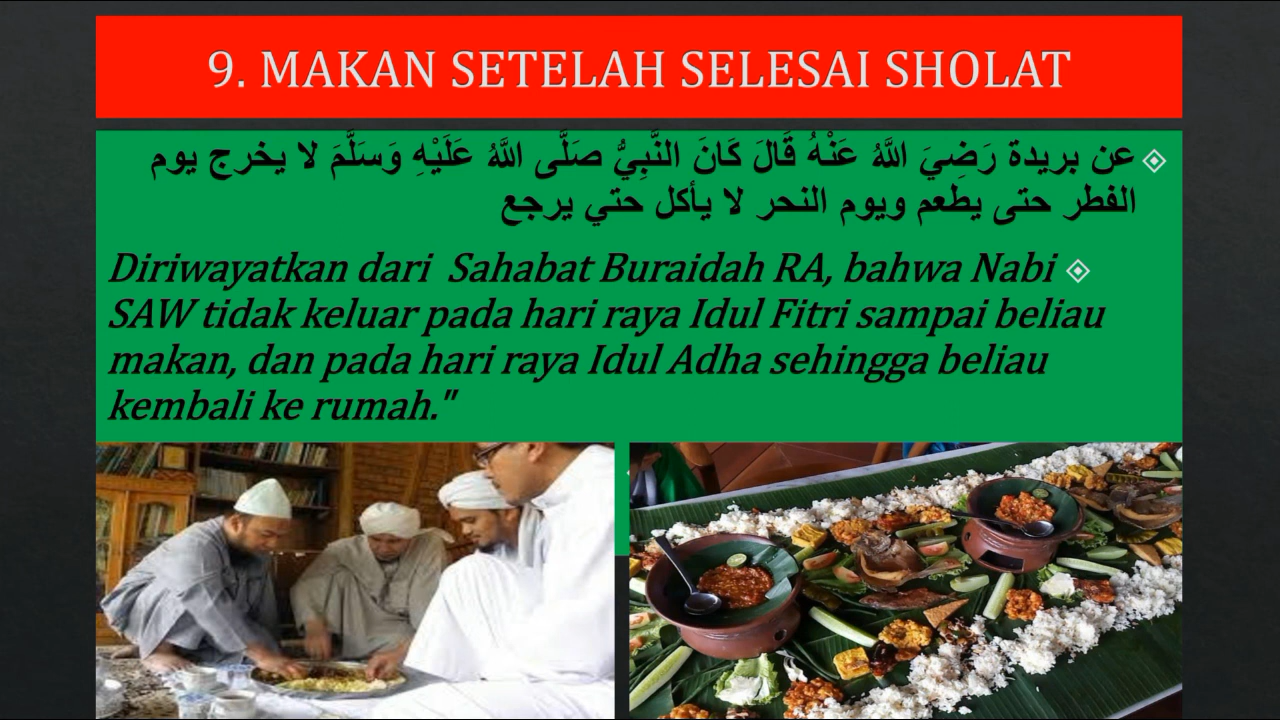 9. MAKAN SETELAH SELESAI SHOLAT
عن بريدة رَضِيَ اللَّهُ عَنْهُ قَالَ كَانَ النَّبِيُّ صَلَّى اللَّهُ عَلَيْهِ وَسَلَّمَ لا يخرج يوم
الفطر حتى يطعم ويوم النحر لا يأكل حتي يرجع
Diriwayatkan dari Sahabat Buraidah RA, bahwa Nabi
SAW tidak keluar pada hari raya Idul Fitri sampai beliau
makan, dan pada hari raya Idul Adha sehingga beliau
kembali ke rumah."